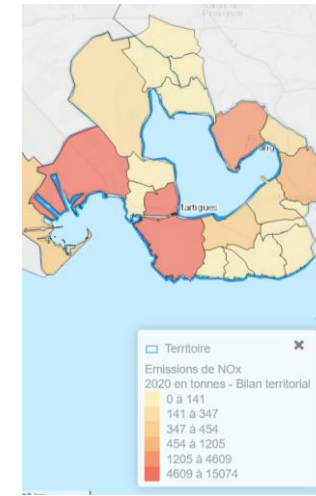 Martigues
Territoire
Emissions de NOx
2020 en tonnes - Bilan territorial
0 à 141
141 à 347
347 à 454
454 à 1205
1205 à 4609
4609 à 15074